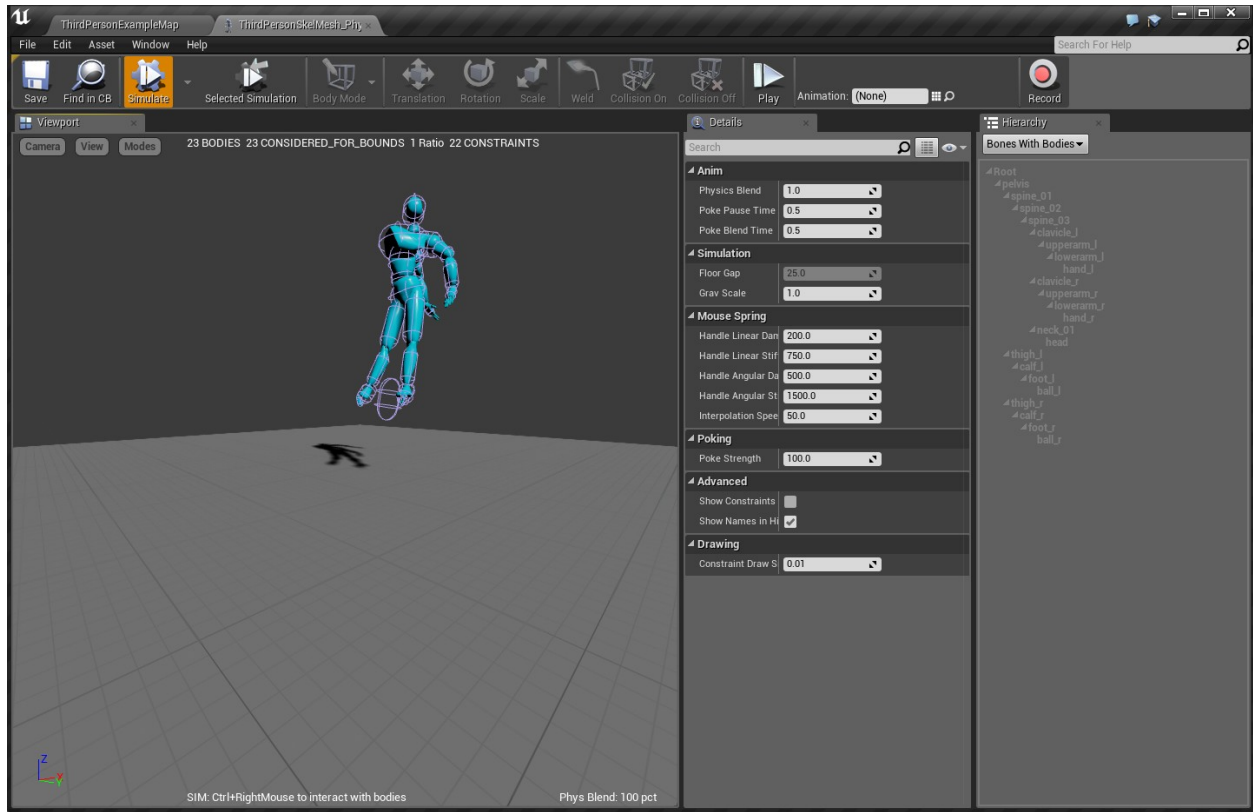 ThirdPersonExampleMap
ThirdPersonSkelMesh_Phy
File Edit Asset Window Help
Search For Help
Save
Find in CB
Simulate
Selected Simulation
Body Mode
Translation
Rotation
Scale
Weld
Collision On
Collision Off
Play
Animation: (None)
Record
Viewport
Camera View Modes
23 BODIES 23 CONSIDERED_FOR_BOUNDS 1 Ratio 22 CONSTRAINTS
Z
X
Y
SIM: Ctrl+RightMouse to interact with bodies
Phys Blend: 100 pct
Details
Search
Anim
Physics Blend 1.0
Poke Pause Time 0.5
Poke Blend Time 0.5
Simulation
Floor Gap 25.0
Grav Scale 1.0
Mouse Spring
Handle Linear Dam 200.0
Handle Linear Stif 750.0
Handle Angular Da 500.0
Handle Angular St 1500.0
Interpolation Spee 50.0
Poking
Poke Strength 100.0
Advanced
Show Constraints
Show Names in Hi
Drawing
Constraint Draw S 0.01
Hierarchy
Bones With Bodies
Root
pelvis
spine_01
spine_02
spine_03
clavicle_l
upperarm_l
lowerarm_l
hand_l
clavicle_r
upperarm_r
lowerarm_r
hand_r
neck_01
head
thigh_l
calf_l
foot_l
ball_l
thigh_r
calf_r
foot_r
ball_r